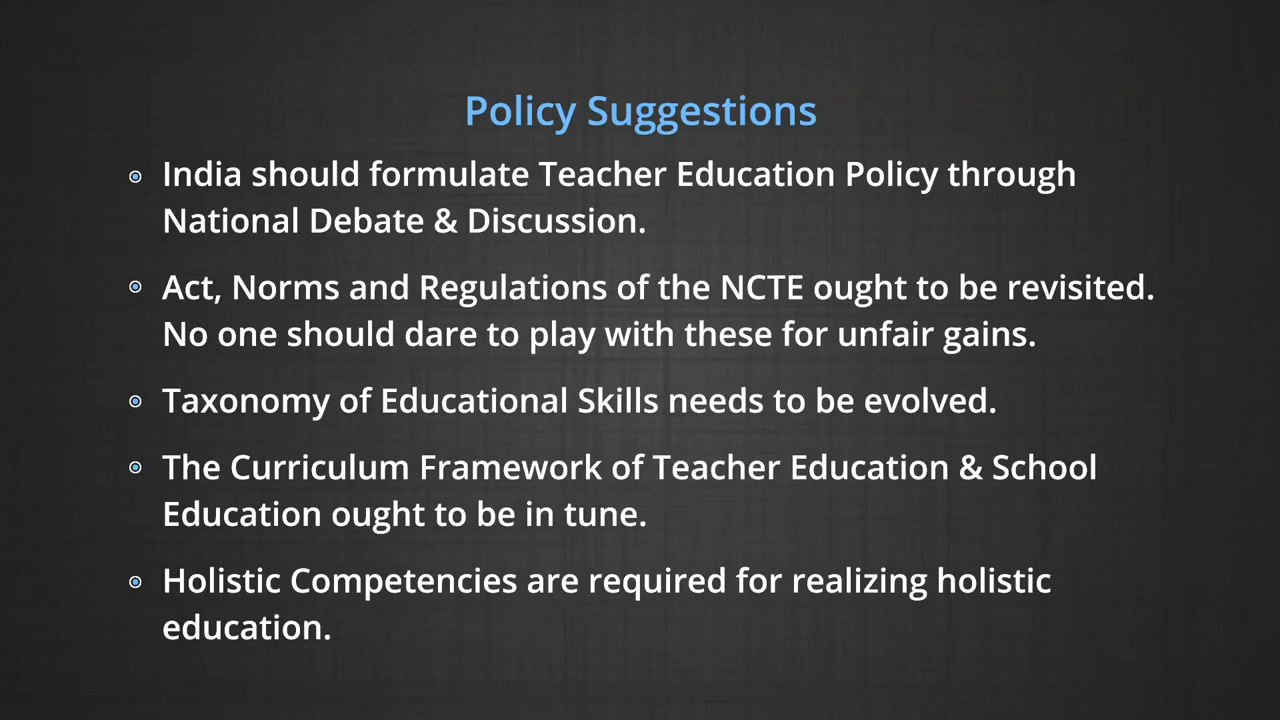 Policy Suggestions
India should formulate Teacher Education Policy through
National Debate & Discussion.
Act, Norms and Regulations of the NCTE ought to be revisited.
No one should dare to play with these for unfair gains.
Taxonomy of Educational Skills needs to be evolved.
The Curriculum Framework of Teacher Education & School
Education ought to be in tune.
Holistic Competencies are required for realizing holistic
education.